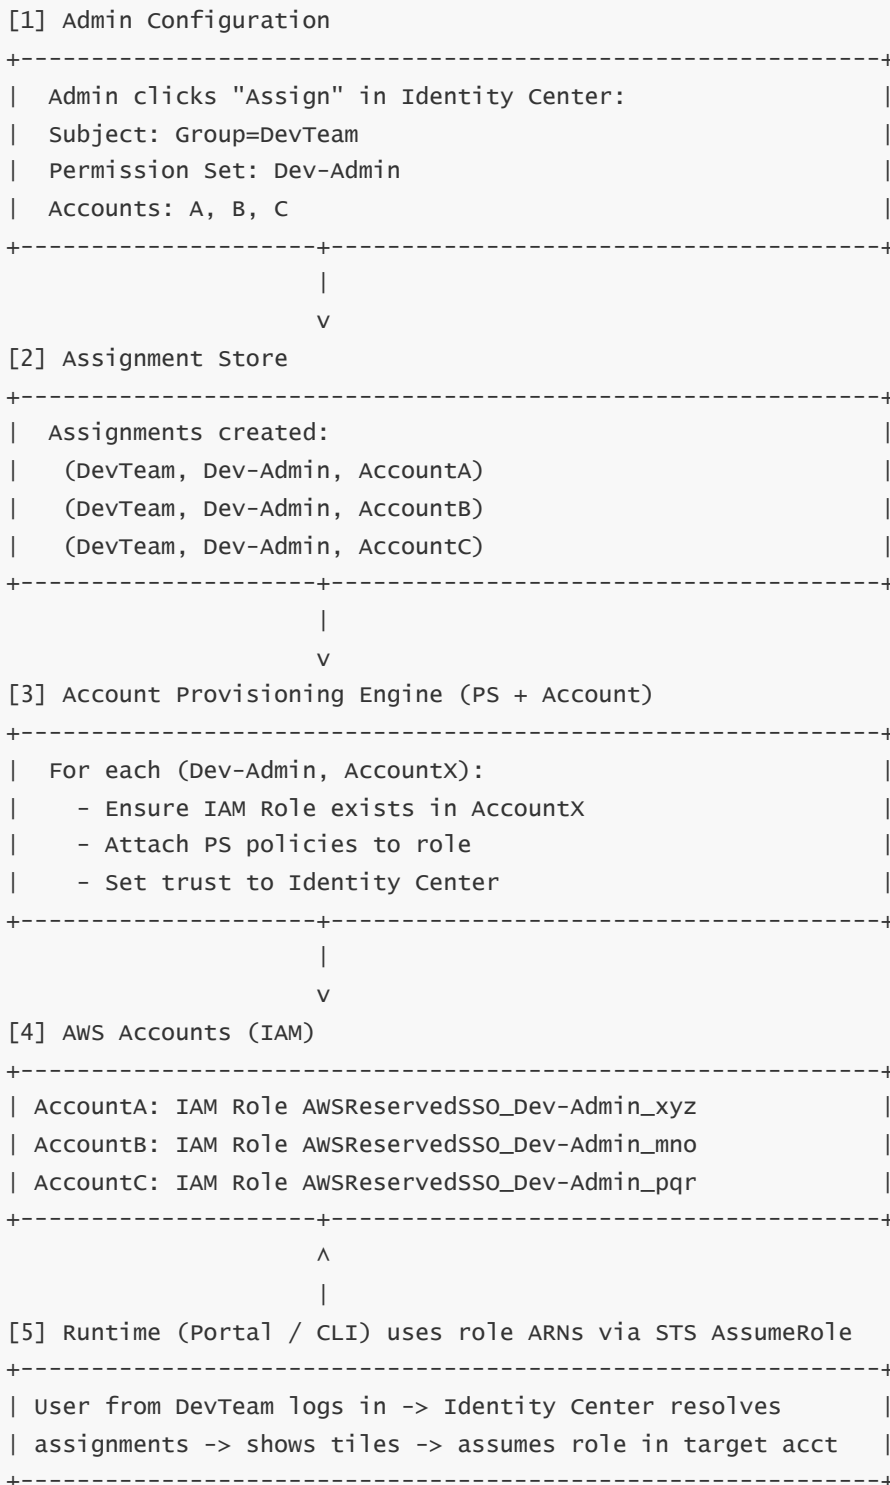 [1] Admin Configuration
+-------------------------------------------------------------+
|  Admin clicks "Assign" in Identity Center:                  |
|  Subject: Group=DevTeam                                     |
|  Permission Set: Dev-Admin                                  |
|  Accounts: A, B, C                                          |
+---------------------+---------------------------------------+
                      |
                      v
[2] Assignment Store
+-------------------------------------------------------------+
|  Assignments created:                                       |
|   (DevTeam, Dev-Admin, AccountA)                            |
|   (DevTeam, Dev-Admin, AccountB)                            |
|   (DevTeam, Dev-Admin, AccountC)                            |
+---------------------+---------------------------------------+
                      |
                      v
[3] Account Provisioning Engine (PS + Account)
+-------------------------------------------------------------+
|  For each (Dev-Admin, AccountX):                            |
|    - Ensure IAM Role exists in AccountX                     |
|    - Attach PS policies to role                             |
|    - Set trust to Identity Center                           |
+---------------------+---------------------------------------+
                      |
                      v
[4] AWS Accounts (IAM)
+-------------------------------------------------------------+
| AccountA: IAM Role AWSReservedSSO_Dev-Admin_xyz             |
| AccountB: IAM Role AWSReservedSSO_Dev-Admin_mno             |
| AccountC: IAM Role AWSReservedSSO_Dev-Admin_pqr             |
+---------------------+---------------------------------------+
                      ^
                      |
[5] Runtime (Portal / CLI) uses role ARNs via STS AssumeRole
+-------------------------------------------------------------+
| User from DevTeam logs in -> Identity Center resolves       |
| assignments -> shows tiles -> assumes role in target acct   |
+-------------------------------------------------------------+